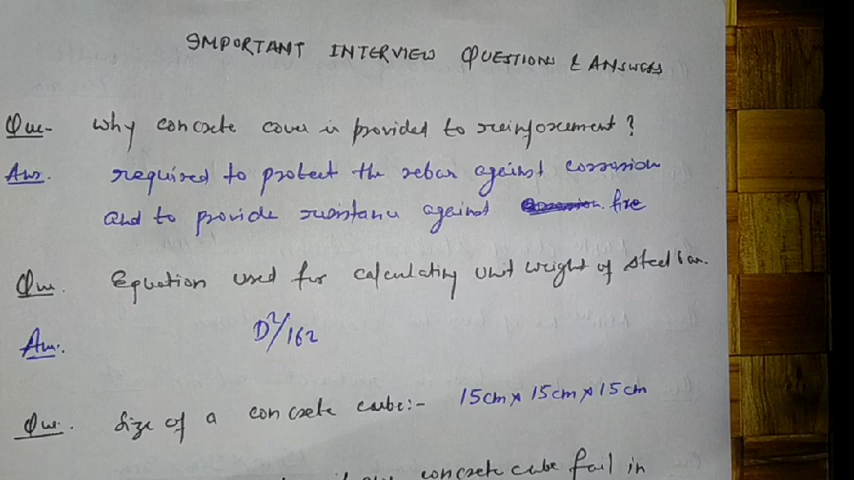 IMPORTANT INTERVIEW QUESTIONS & ANSWERS
Que- Why concrete cover is provided to reinforcement?
Ans. required to protect the rebar against corrosion
and to provide resistance against fire
Que. Equation used for calculating unit weight of steel bar.
Ans. D²/162
Que. Size of a concrete cube:- 15cm x 15cm x 15cm
concrete cube fail in